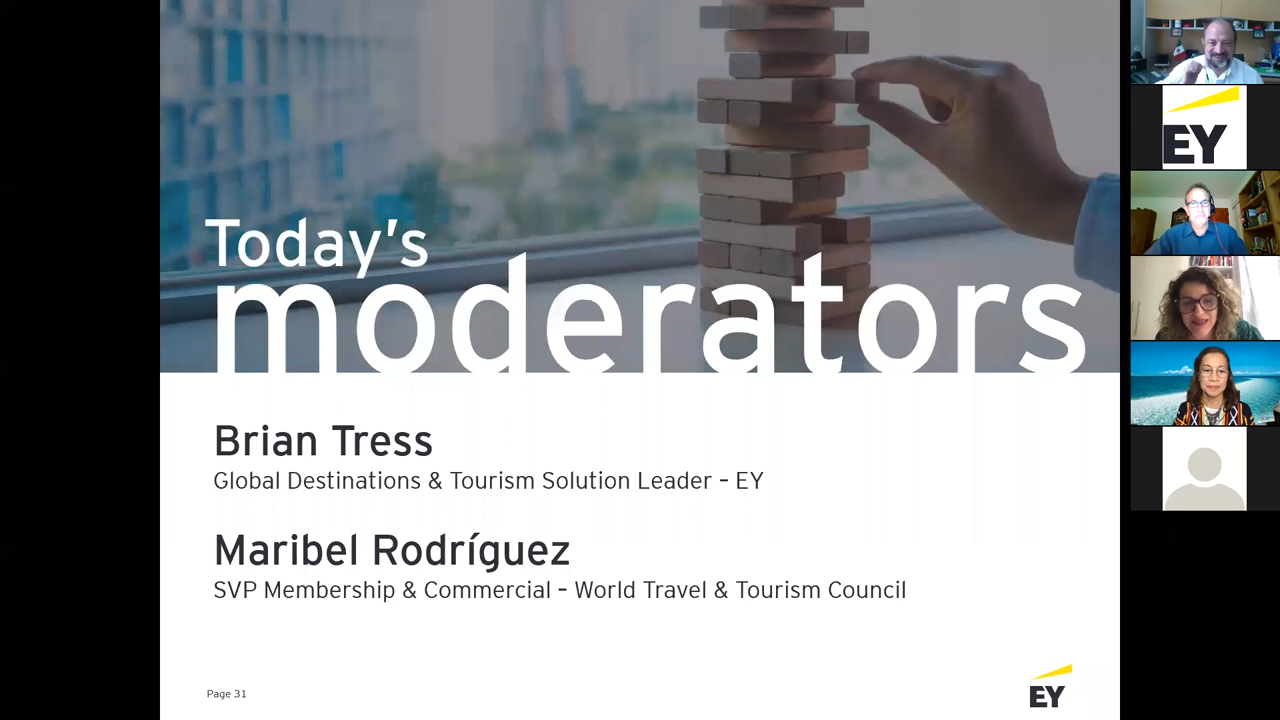 Today's
moderators
Brian Tress
Global Destinations & Tourism Solution Leader – EY
Maribel Rodríguez
SVP Membership & Commercial – World Travel & Tourism Council
Page 31
EY
EY